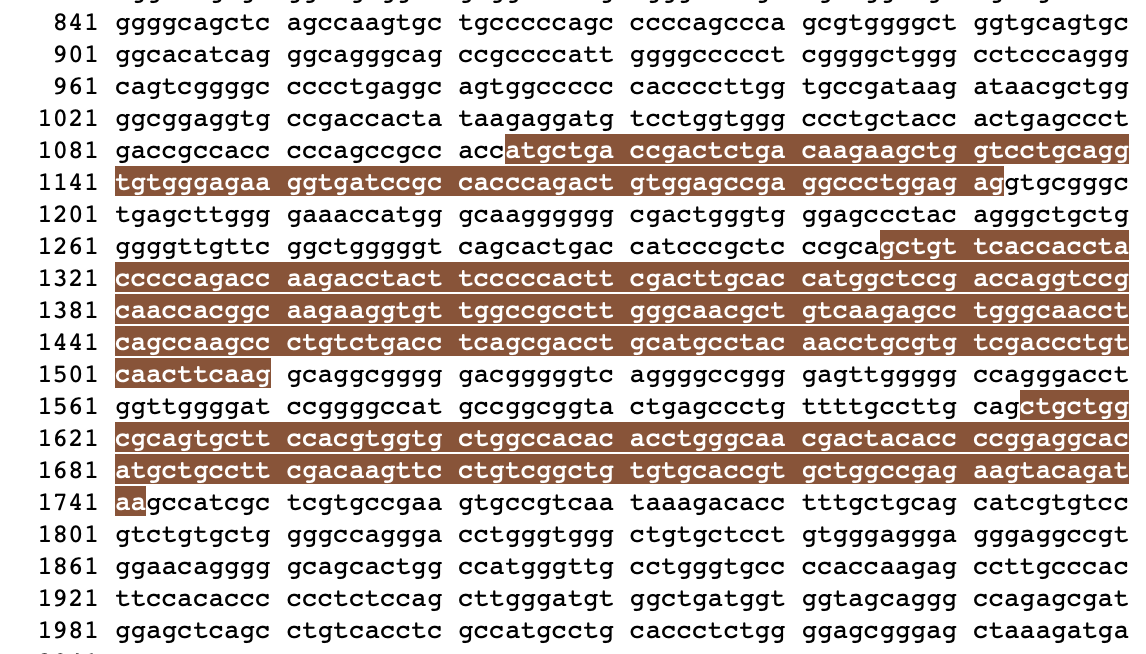 841 ggggcagctc agccaagtgc tgcccccagc ccccagccca gcgtggggct ggtgcagtgc
901 ggcacatcag ggcagggcag ccgccccatt ggggccccct cggggctggg cctcccaggg
961 cagtcggggc cccctgaggc agtggccccc caccccttgg tgccgataag ataacgctgg
1021 ggcggaggtg ccgaccacta taagaggatg tcctggtggg ccctgctacc actgagccct
1081 gaccgccacc cccagccgcc accatgctga ccgactctga caagaagctg gtcctgcagg
1141 tgtgggagaa ggtgatccgc cacccagact gtggagccga ggccctggag aggtgcgggc
1201 tgagcttggg gaaaccatgg gcaagggggg cgactgggtg ggagccctac agggctgctg
1261 ggggttgttc ggctgggggt cagcactgac catcccgctc ccgcagctgt tcaccaccta
1321 cccccagacc aagacctact tcccccactt cgacttgcac catggctccg accaggtccg
1381 caaccacggc aagaaggtgt tggccgcctt gggcaacgct gtcaagagcc tgggcaacct
1441 cagccaagcc ctgtctgacc tcagcgacct gcatgcctac aacctgcgtg tcgaccctgt
1501 caacttcaag gcaggcgggg gacgggggtc aggggccggg gagttggggg ccagggacct
1561 ggttggggat ccggggccat gccggcggta ctgagccctg ttttgccttg cagctgctgg
1621 cgcagtgctt ccacgtggtg ctggccacac acctgggcaa cgactacacc ccggaggcac
1681 atgctgcctt cgacaagttc ctgtcggctg tgtgcaccgt gctggccgag aagtacagat
1741 aagccatcgc tcgtgccgaa gtgccgtcaa taaagacacc tttgctgcag catcgtgtcc
1801 gtctgtgctg gggccaggga cctgggtggg ctgtgctcct gtgggaggga gggaggccgt
1861 ggaacagggg gcagcactgg ccatgggttg cctgggtgcc ccaccaagag ccttgcccac
1921 ttccacaccc ccctctccag cttgggatgt ggctgatggt ggtagcaggg ccagagcgat
1981 ggagctcagc ctgtcacctc gccatgcctg caccctctgg ggagcgggag ctaaagatga